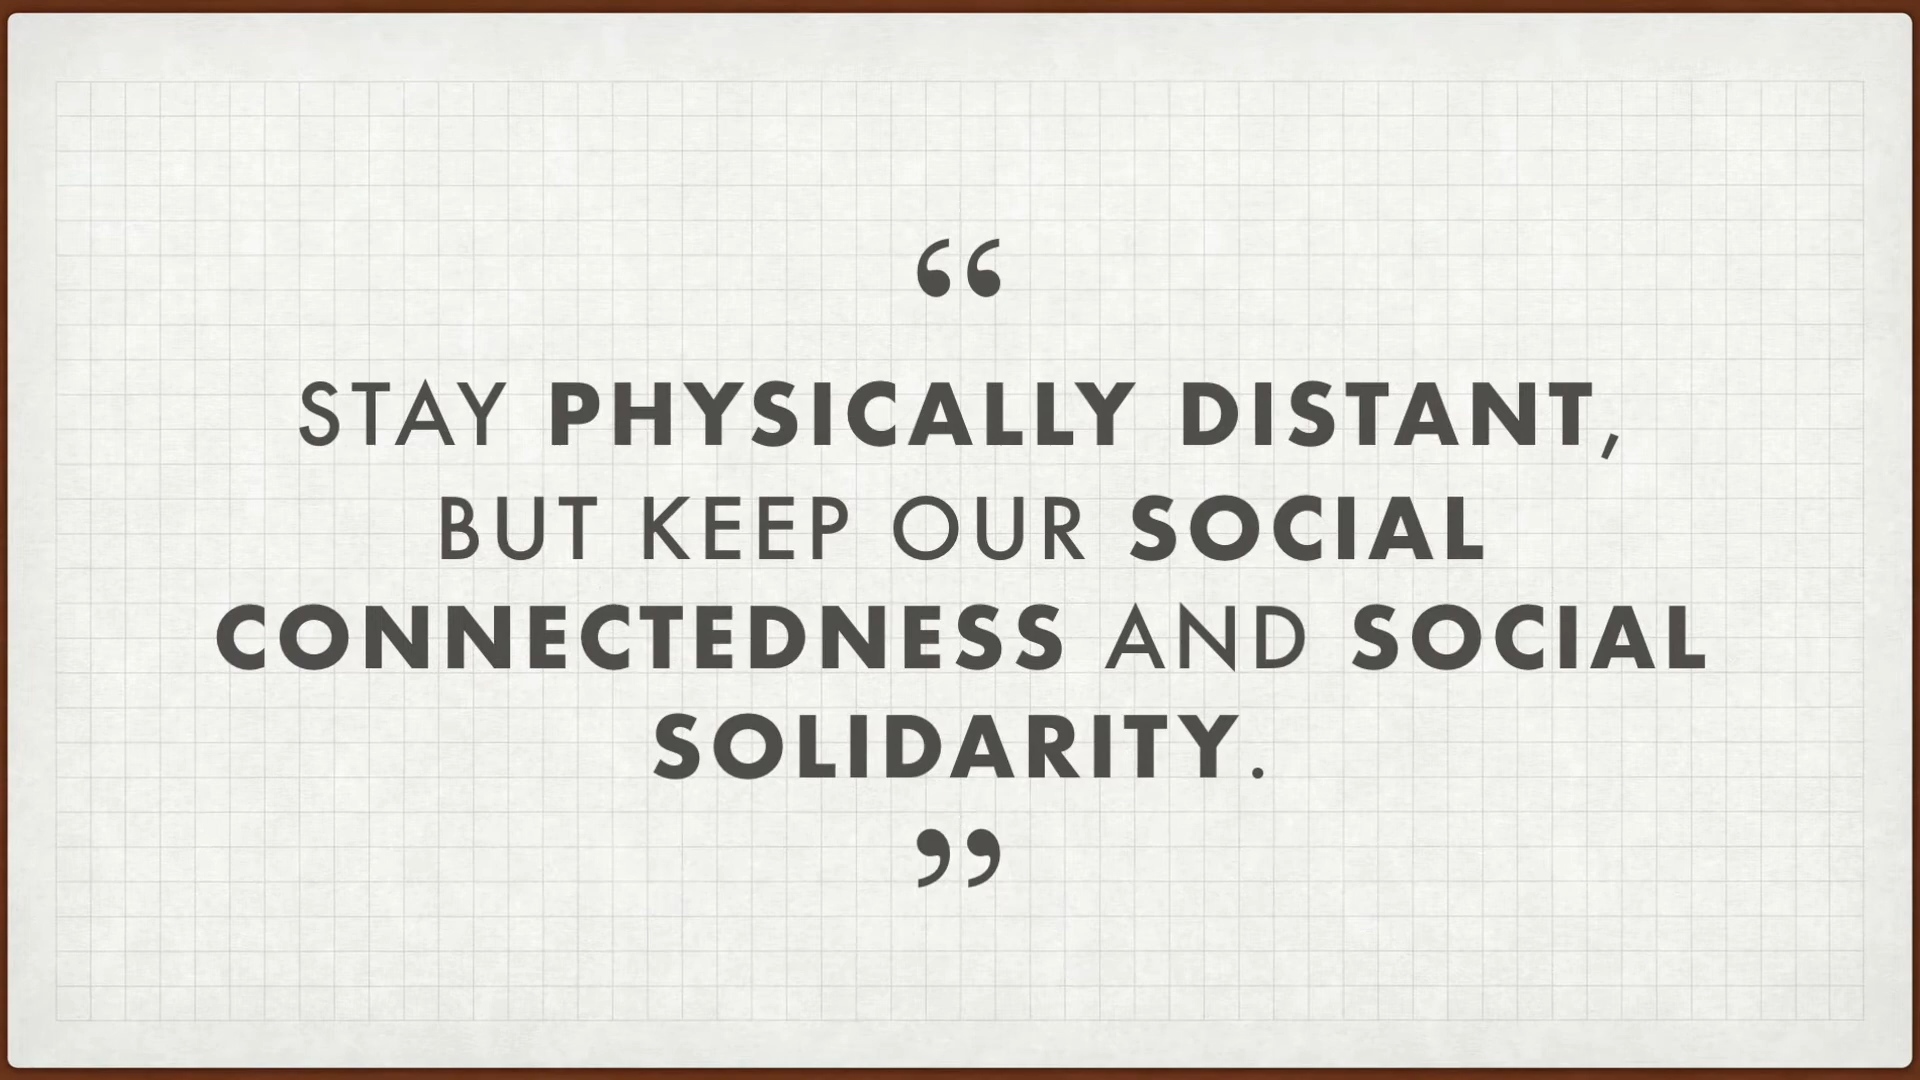 “
STAY PHYSICALLY DISTANT,
BUT KEEP OUR SOCIAL
CONNECTEDNESS AND SOCIAL
SOLIDARITY.
”